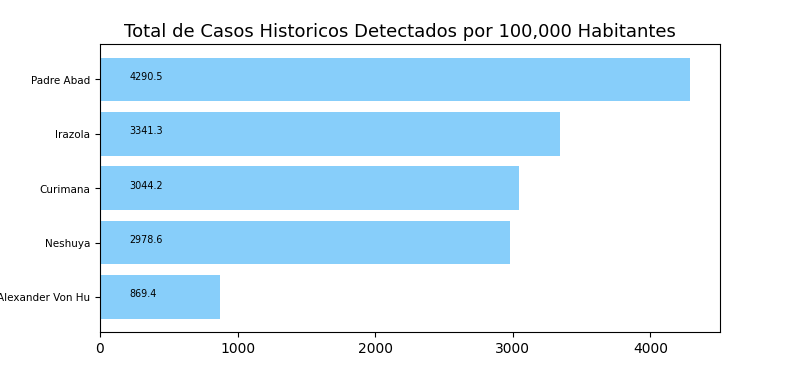 Total de Casos Historicos Detectados por 100,000 Habitantes
Padre Abad 4290.5
Irazola 3341.3
Curimana 3044.2
Neshuya 2978.6
Alexander Von Hu 869.4
0 1000 2000 3000 4000